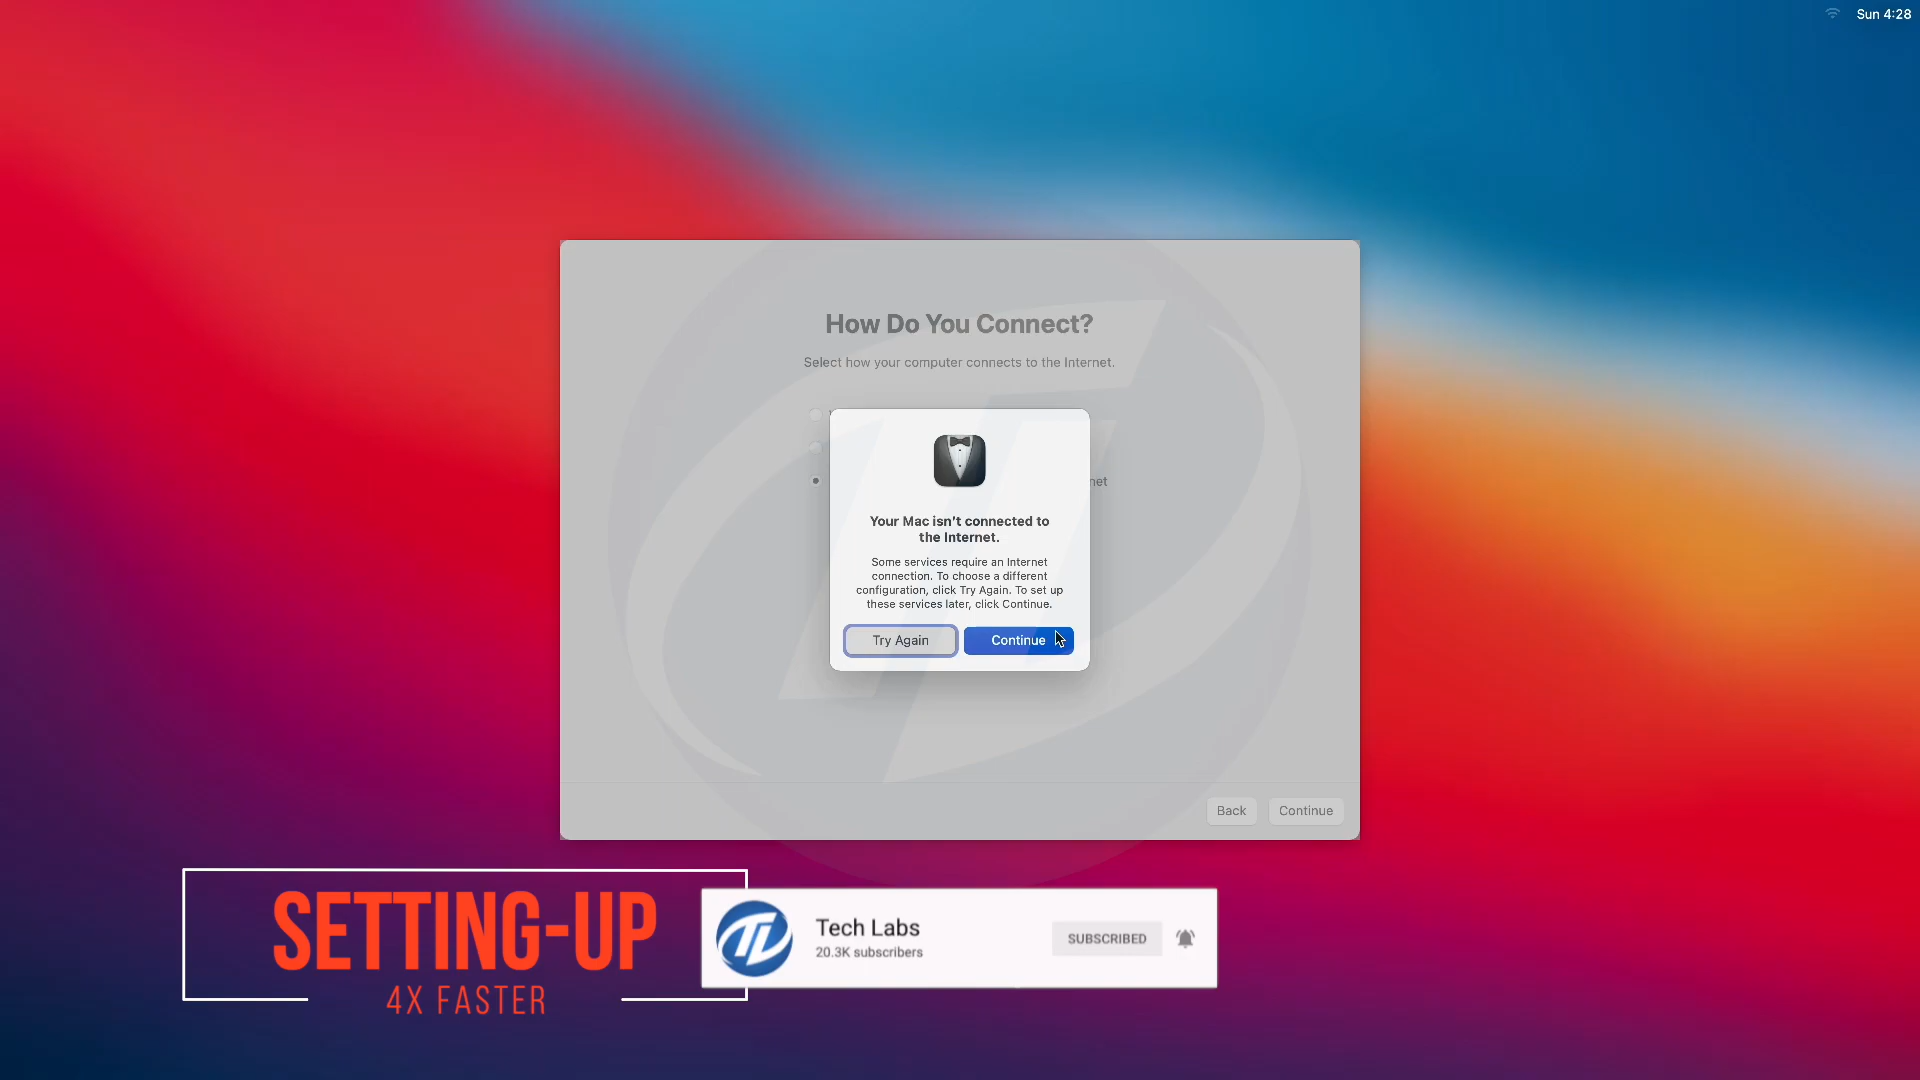 Sun 4:28
How Do You Connect?
Select how your computer connects to the Internet.
net
Your Mac isn't connected to
the Internet.
Some services require an Internet
connection. To choose a different
configuration, click Try Again. To set up
these services later, click Continue.
Try Again
Continue
Back
Continue
SETTING-UP
4X FASTER
TL
Tech Labs
20.3K subscribers
SUBSCRIBED